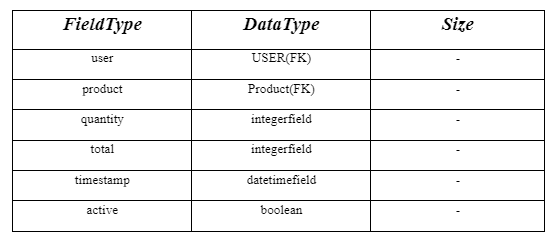 FieldType DataType Size
user USER(FK) -
product Product(FK) -
quantity integerfield -
total integerfield -
timestamp datetimefield -
active boolean -